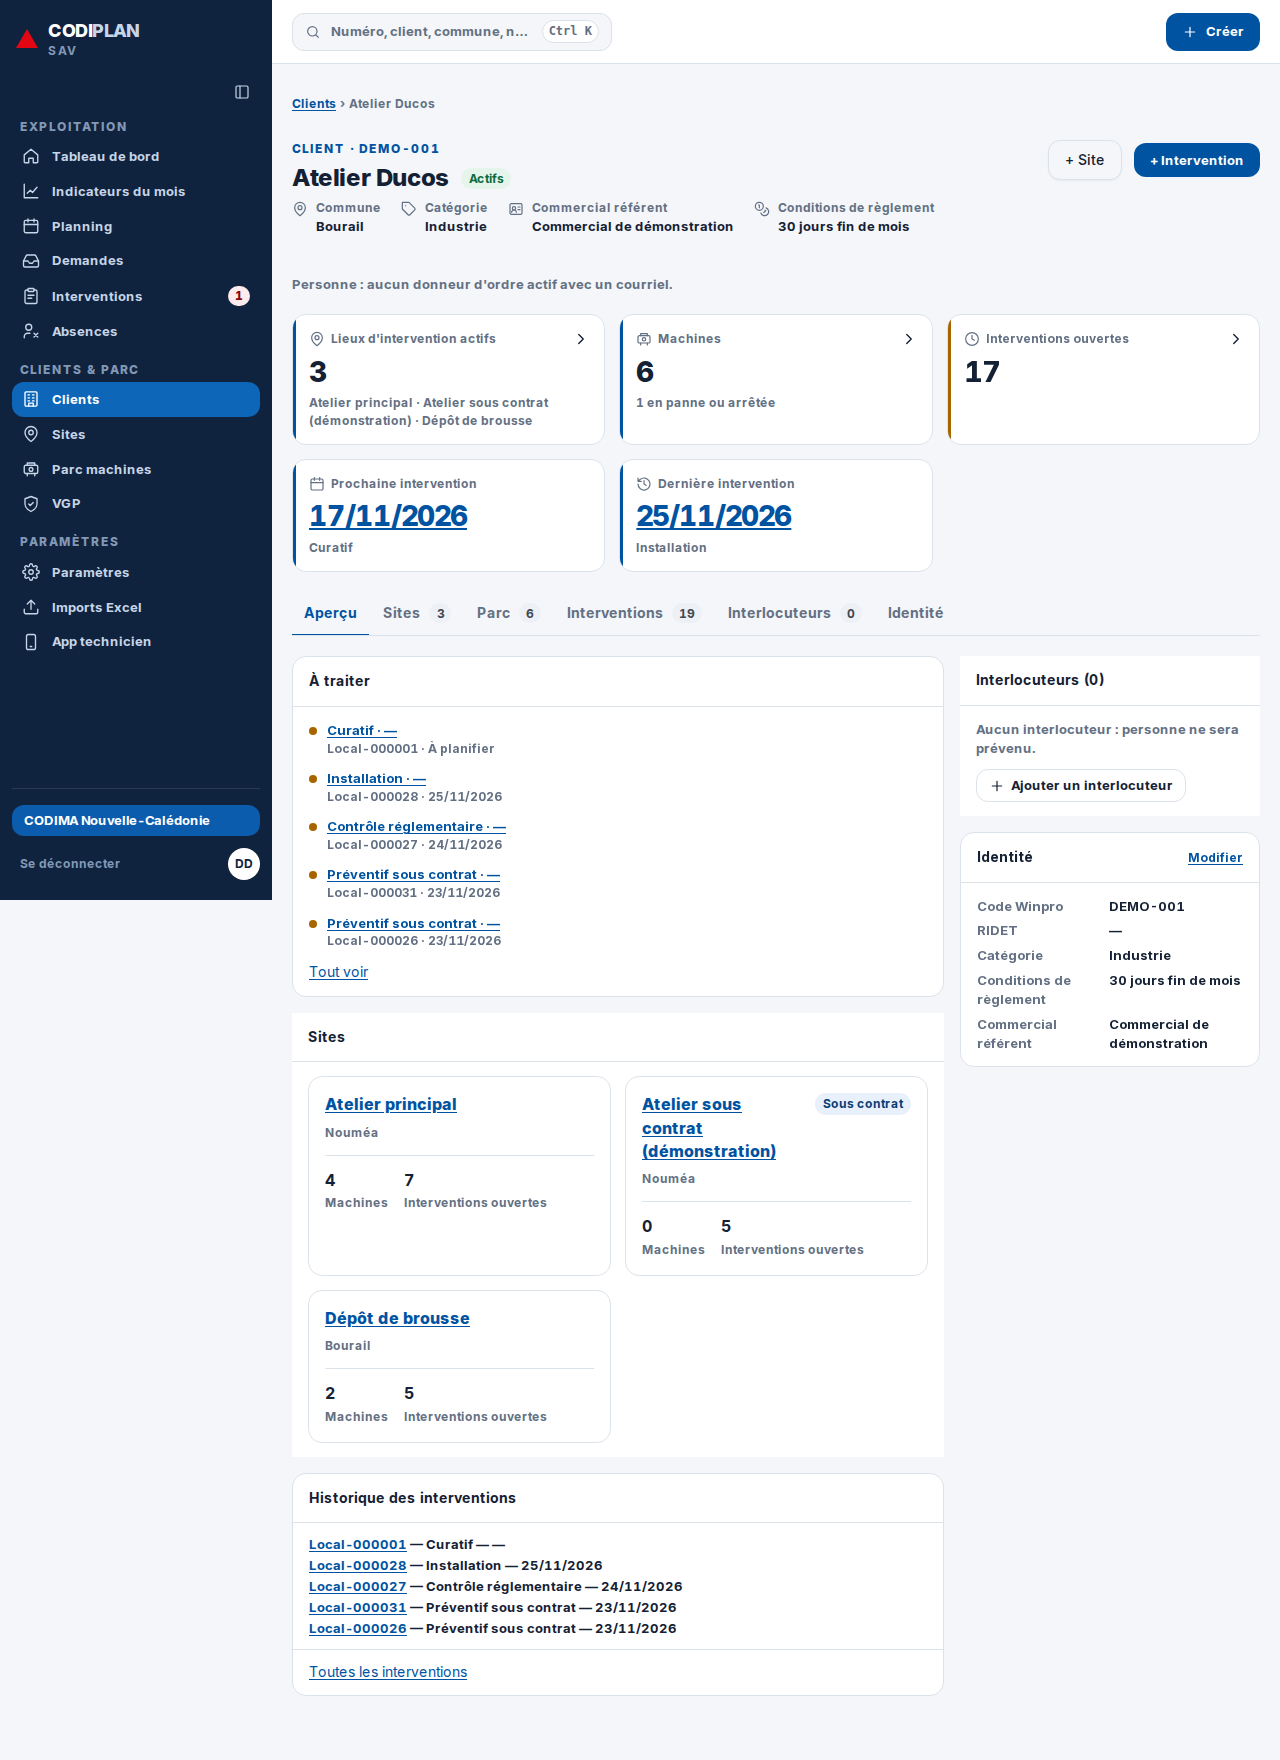 CODIPLAN
SAV
EXPLOITATION
Tableau de bord
Indicateurs du mois
Planning
Demandes
Interventions 1
Absences
CLIENTS & PARC
Clients
Sites
Parc machines
VGP
PARAMÈTRES
Paramètres
Imports Excel
App technicien
CODIMA Nouvelle-Calédonie
Se déconnecter DD
Numéro, client, commune, n… Ctrl K
Créer
Clients › Atelier Ducos
CLIENT · DEMO-001
Atelier Ducos Actifs
+ Site + Intervention
Commune Catégorie Commercial référent Conditions de règlement
Bourail Industrie Commercial de démonstration 30 jours fin de mois
Personne : aucun donneur d'ordre actif avec un courriel.
Lieux d'intervention actifs
3
Atelier principal · Atelier sous contrat
(démonstration) · Dépôt de brousse
Machines
6
1 en panne ou arrêtée
Interventions ouvertes
17
Prochaine intervention
17/11/2026
Curatif
Dernière intervention
25/11/2026
Installation
Aperçu Sites 3 Parc 6 Interventions 19 Interlocuteurs 0 Identité
À traiter
Curatif · —
Local-000001 · À planifier
Installation · —
Local-000028 · 25/11/2026
Contrôle réglementaire · —
Local-000027 · 24/11/2026
Préventif sous contrat · —
Local-000031 · 23/11/2026
Préventif sous contrat · —
Local-000026 · 23/11/2026
Tout voir
Sites
Atelier principal
Nouméa
4 7
Machines Interventions ouvertes
Atelier sous
contrat
(démonstration)
Sous contrat
Nouméa
0 5
Machines Interventions ouvertes
Dépôt de brousse
Bourail
2 5
Machines Interventions ouvertes
Historique des interventions
Local-000001 — Curatif — —
Local-000028 — Installation — 25/11/2026
Local-000027 — Contrôle réglementaire — 24/11/2026
Local-000031 — Préventif sous contrat — 23/11/2026
Local-000026 — Préventif sous contrat — 23/11/2026
Toutes les interventions
Interlocuteurs (0)
Aucun interlocuteur : personne ne sera
prévenu.
Ajouter un interlocuteur
Identité Modifier
Code Winpro DEMO-001
RIDET —
Catégorie Industrie
Conditions de 30 jours fin de mois
règlement
Commercial Commercial de
référent démonstration